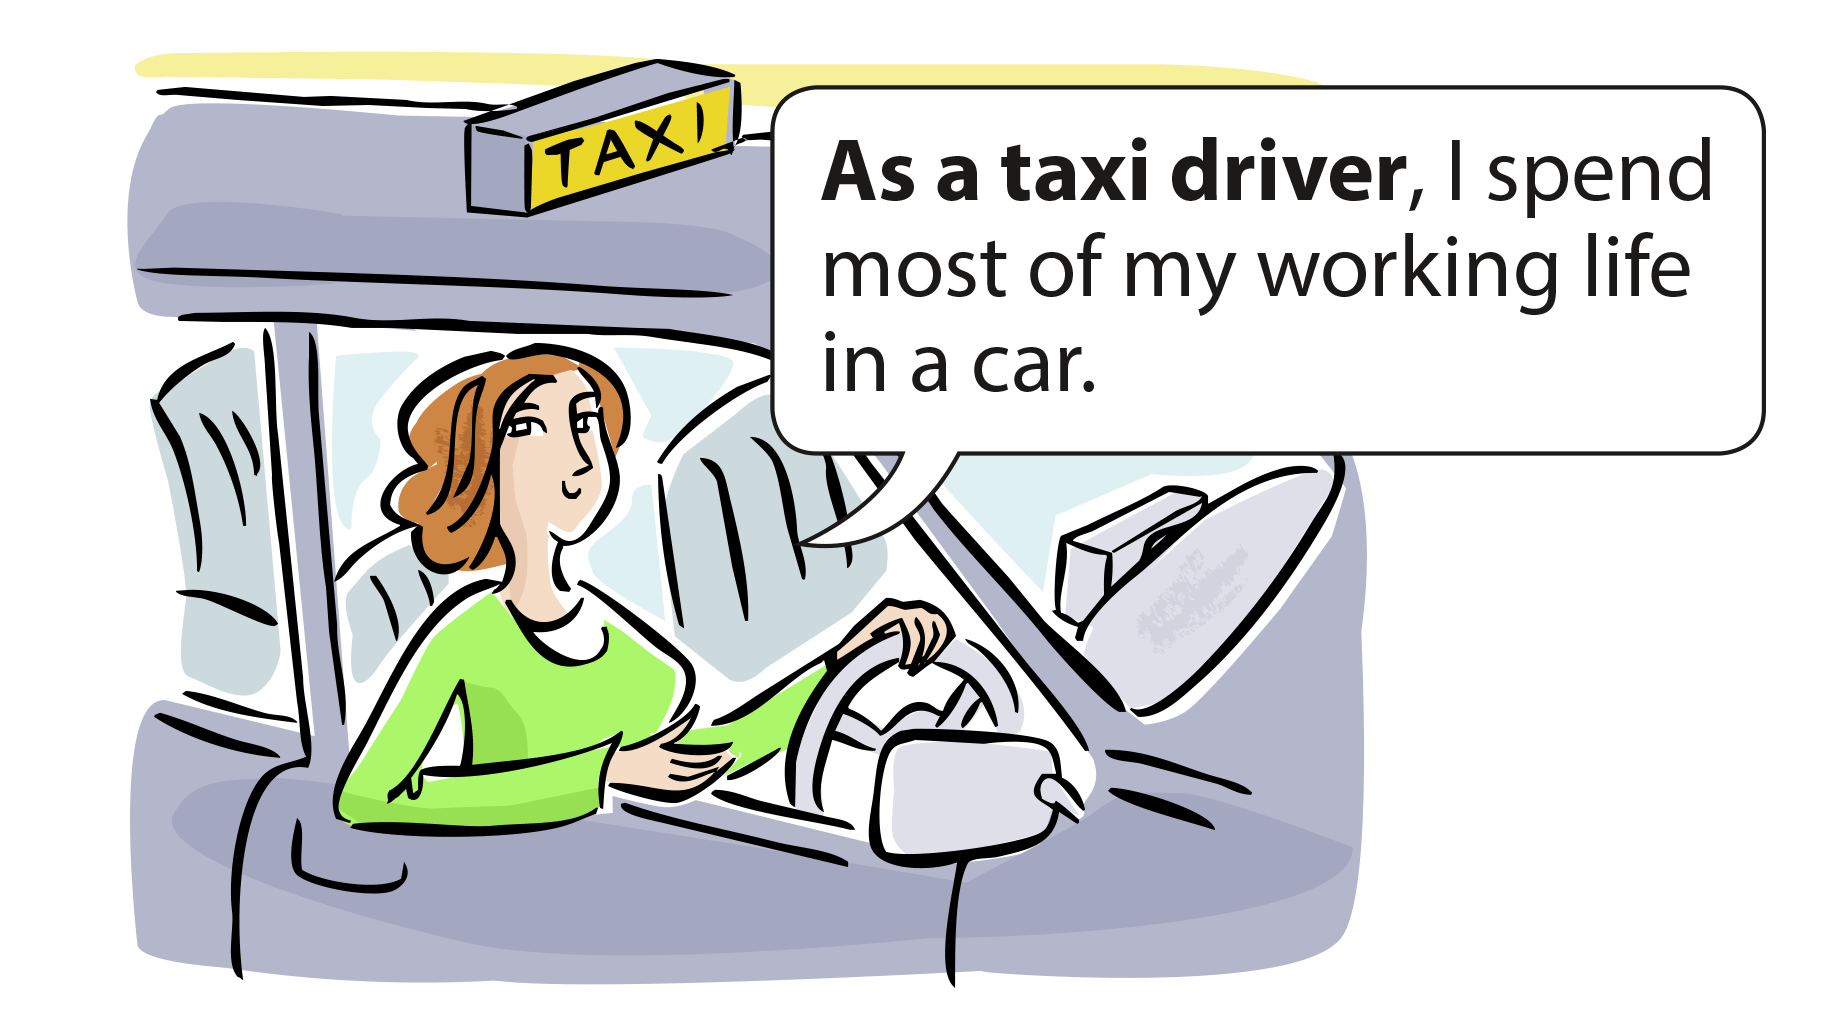 TAXI
As a taxi driver, I spend
most of my working life
in a car.